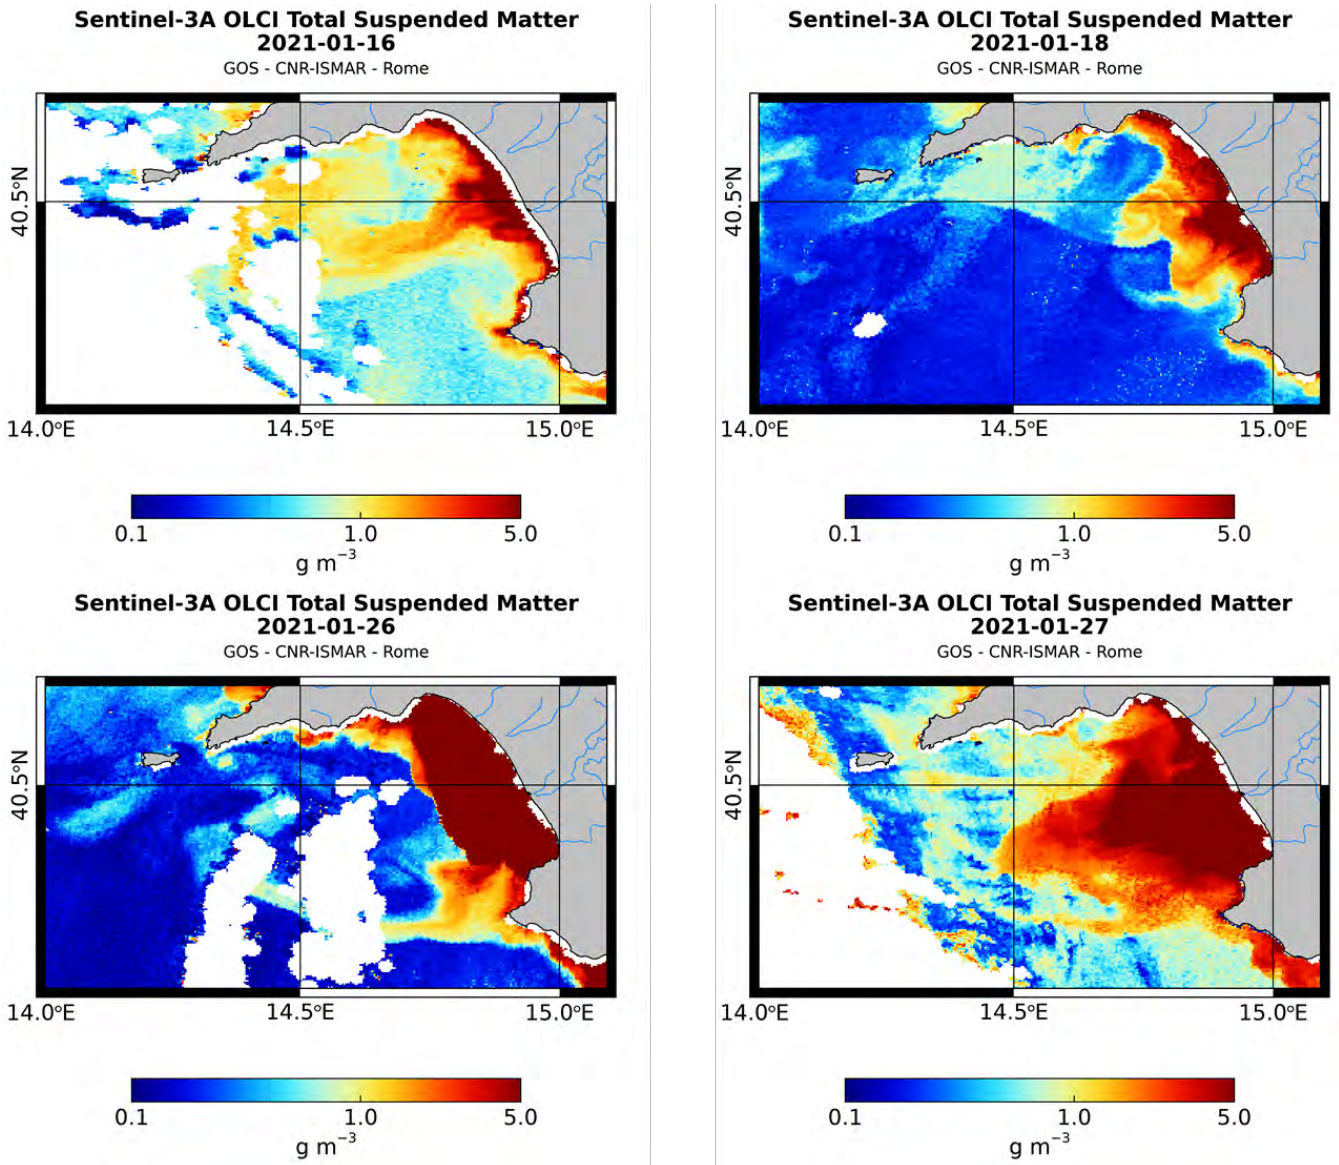 Sentinel-3A OLCI Total Suspended Matter
2021-01-16
GOS - CNR-ISMAR - Rome
40.5°N
14.0°E 14.5°E 15.0°E
0.1 1.0 5.0
g m⁻³
Sentinel-3A OLCI Total Suspended Matter
2021-01-18
GOS - CNR-ISMAR - Rome
40.5°N
14.0°E 14.5°E 15.0°E
0.1 1.0 5.0
g m⁻³
Sentinel-3A OLCI Total Suspended Matter
2021-01-26
GOS - CNR-ISMAR - Rome
40.5°N
14.0°E 14.5°E 15.0°E
0.1 1.0 5.0
g m⁻³
Sentinel-3A OLCI Total Suspended Matter
2021-01-27
GOS - CNR-ISMAR - Rome
40.5°N
14.0°E 14.5°E 15.0°E
0.1 1.0 5.0
g m⁻³